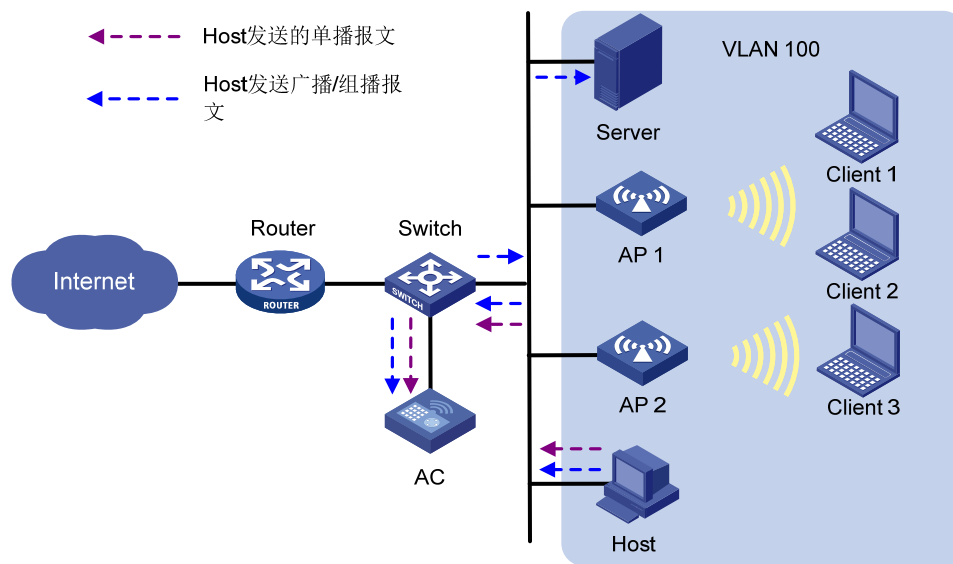 Host发送的单播报文
Host发送广播/组播报
文
VLAN 100
Server
Client 1
Router
Switch
AP 1
Internet
ROUTER
SWITCH
Client 2
AP 2
Client 3
AC
Host